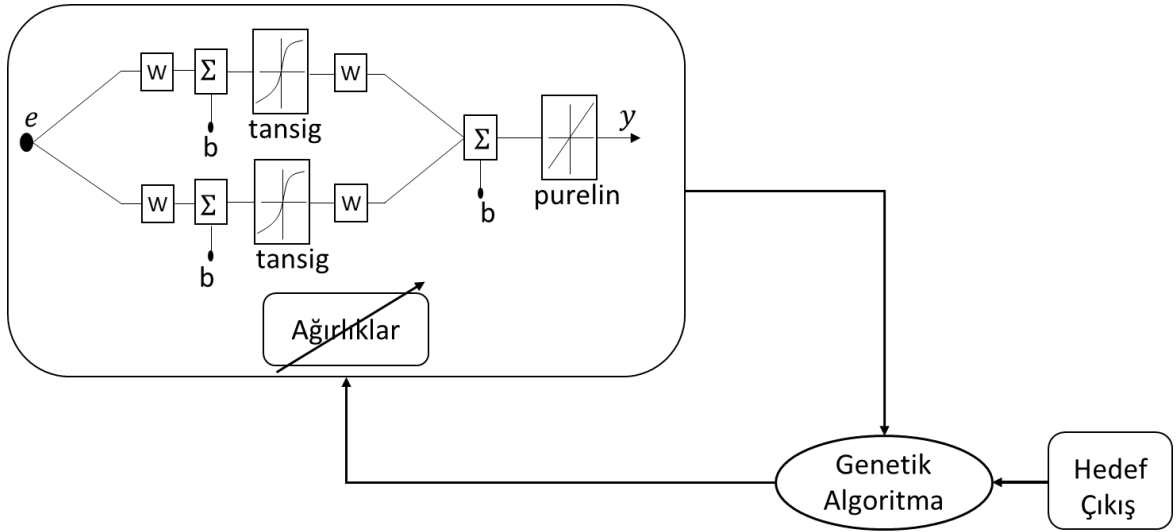 e
W
Σ
b
tansig
W
W
Σ
b
tansig
W
Σ
b
purelin
y
Ağırlıklar
Genetik
Algoritma
Hedef
Çıkış